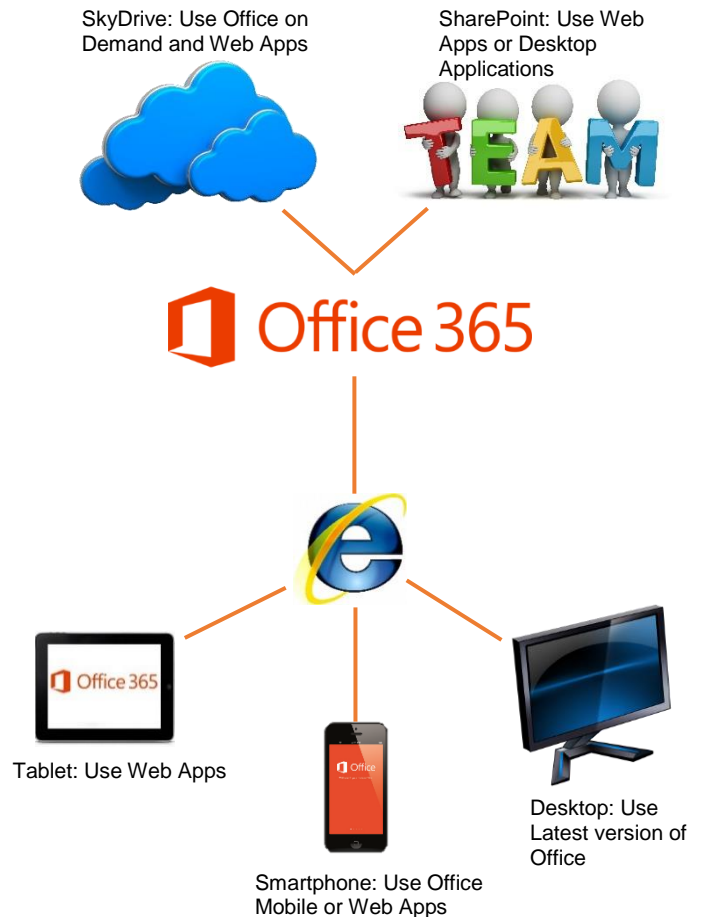 SkyDrive: Use Office on
Demand and Web Apps
SharePoint: Use Web
Apps or Desktop
Applications
TEAM
Office 365
Office 365
Tablet: Use Web Apps
Office
Smartphone: Use Office
Mobile or Web Apps
Desktop: Use
Latest version of
Office